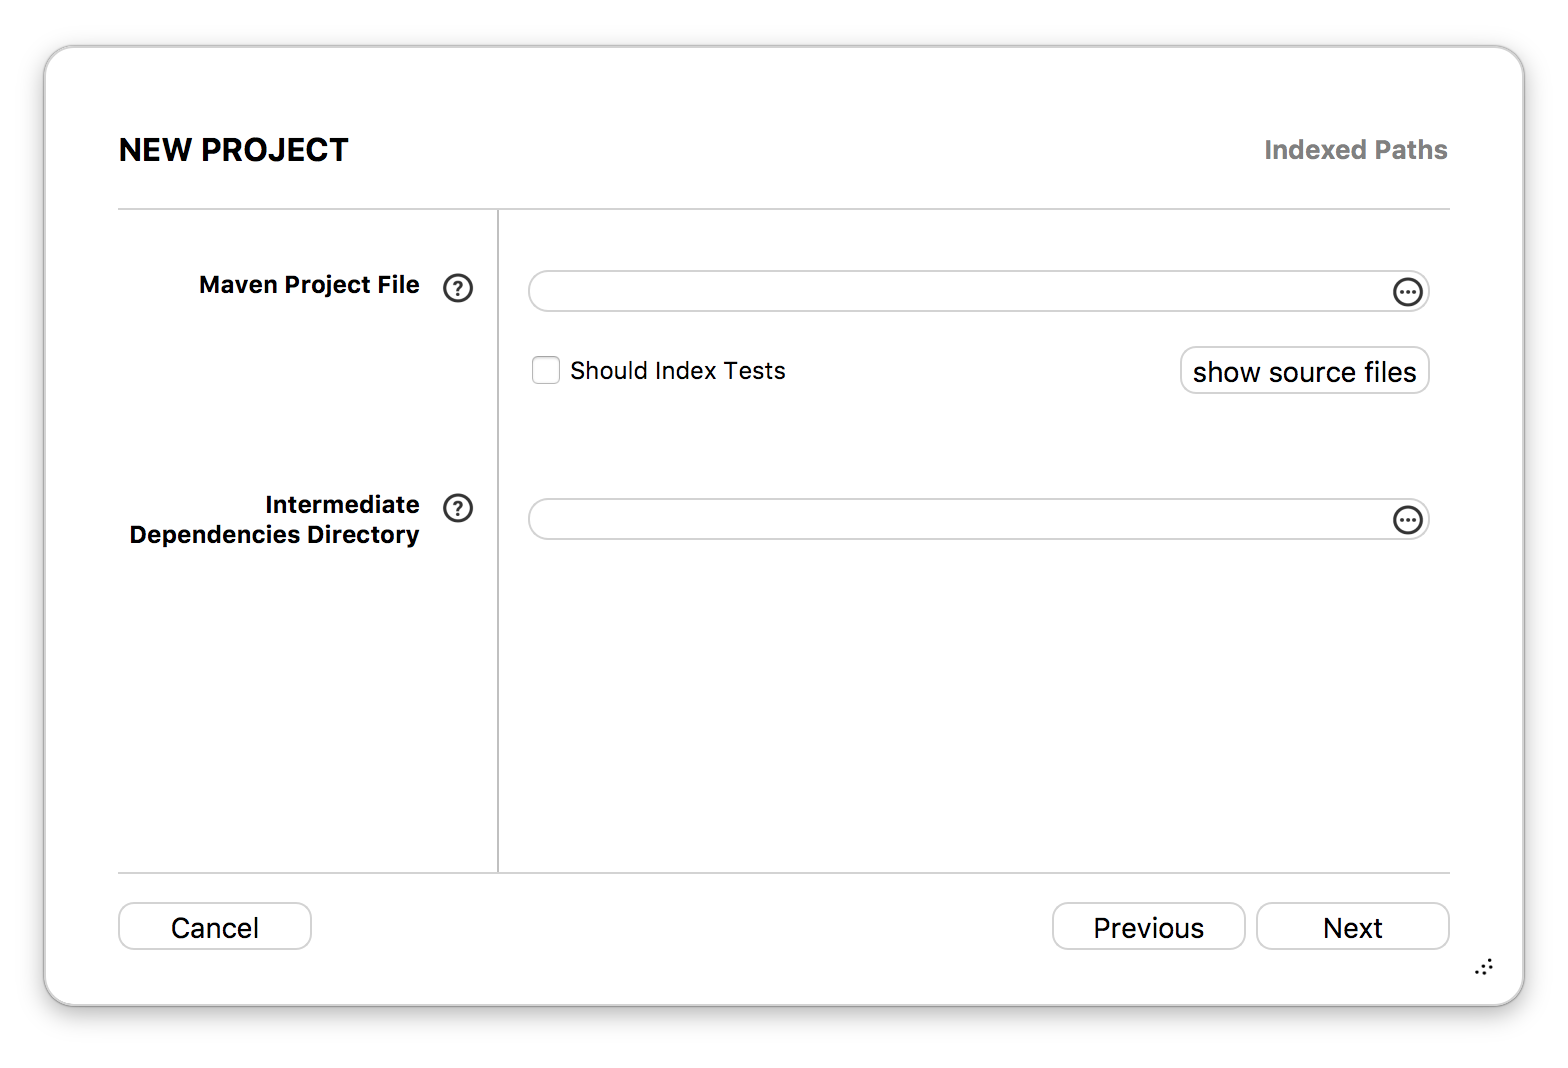 NEW PROJECT
Indexed Paths
Maven Project File
Should Index Tests
show source files
Intermediate
Dependencies Directory
Cancel
Previous
Next